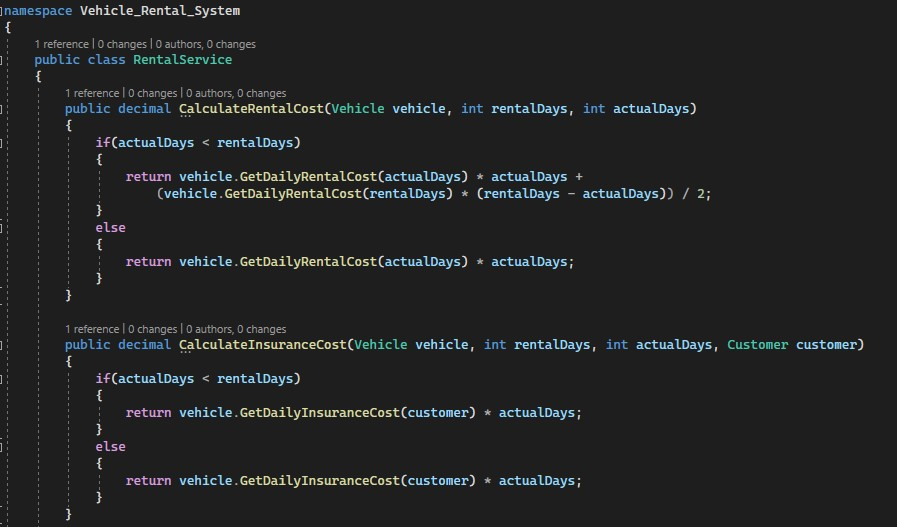 namespace Vehicle_Rental_System
{
1 reference | 0 changes | 0 authors, 0 changes
public class RentalService
{
1 reference | 0 changes | 0 authors, 0 changes
public decimal CalculateRentalCost(Vehicle vehicle, int rentalDays, int actualDays)
{
if(actualDays < rentalDays)
{
return vehicle.GetDailyRentalCost(actualDays) * actualDays +
(vehicle.GetDailyRentalCost(rentalDays) * (rentalDays - actualDays)) / 2;
}
else
{
return vehicle.GetDailyRentalCost(actualDays) * actualDays;
}
}
1 reference | 0 changes | 0 authors, 0 changes
public decimal CalculateInsuranceCost(Vehicle vehicle, int rentalDays, int actualDays, Customer customer)
{
if(actualDays < rentalDays)
{
return vehicle.GetDailyInsuranceCost(customer) * actualDays;
}
else
{
return vehicle.GetDailyInsuranceCost(customer) * actualDays;
}
}